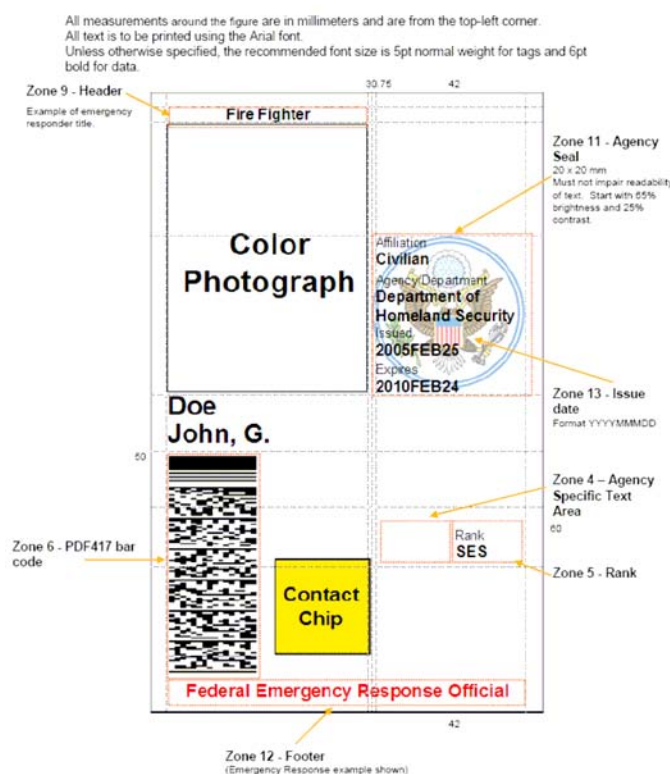 All measurements around the figure are in millimeters and are from the top-left corner.
All text is to be printed using the Arial font.
Unless otherwise specified, the recommended font size is 5pt normal weight for tags and 6pt
bold for data.
30.75
42
Zone 9 - Header
Example of emergency
responder title.
Fire Fighter
Zone 11 - Agency
Seal
20 x 20 mm
Must not impair readability
of text. Start with 65%
brightness and 25%
contrast.
Color
Photograph
Affiliation
Civilian
Agency/Department
Department of
Homeland Security
Issued
2005FEB25
Expires
2010FEB24
Zone 13 - Issue
date
Format YYYYMMMDD
Doe
John, G.
50
Zone 4 – Agency
Specific Text
Area
60
Zone 6 - PDF417 bar
code
Rank
SES
Zone 5 - Rank
Contact
Chip
Federal Emergency Response Official
42
Zone 12 - Footer
(Emergency Response example shown)